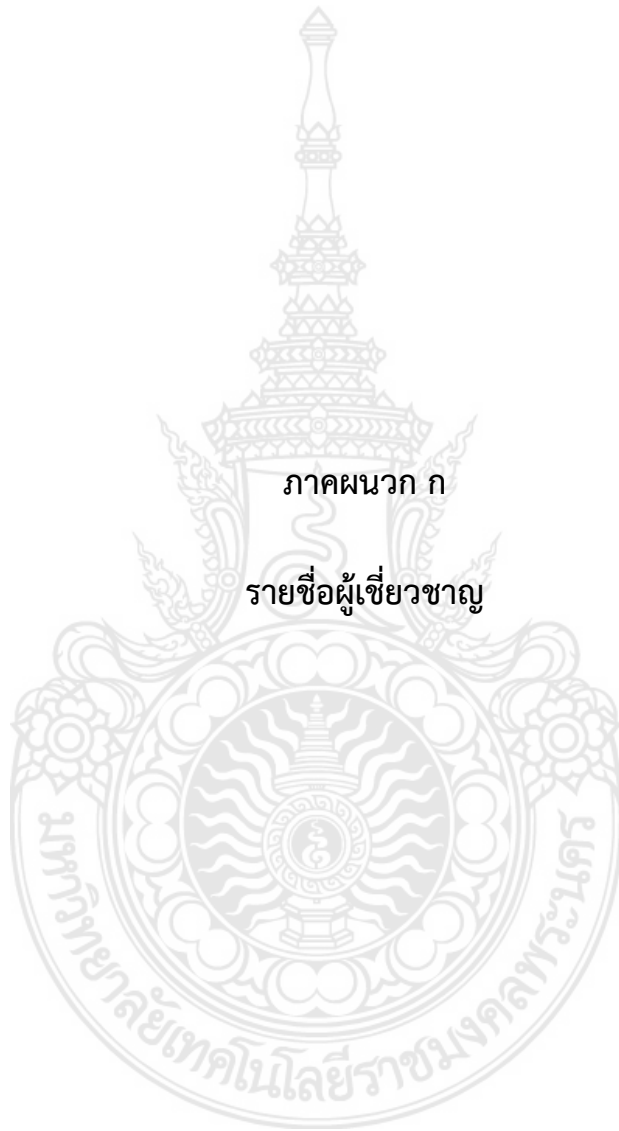 ภาคผนวก ก
รายชื่อผู้เชี่ยวชาญ
มหาวิทยาลัยเทคโนโลยีราชมงคลพระนคร